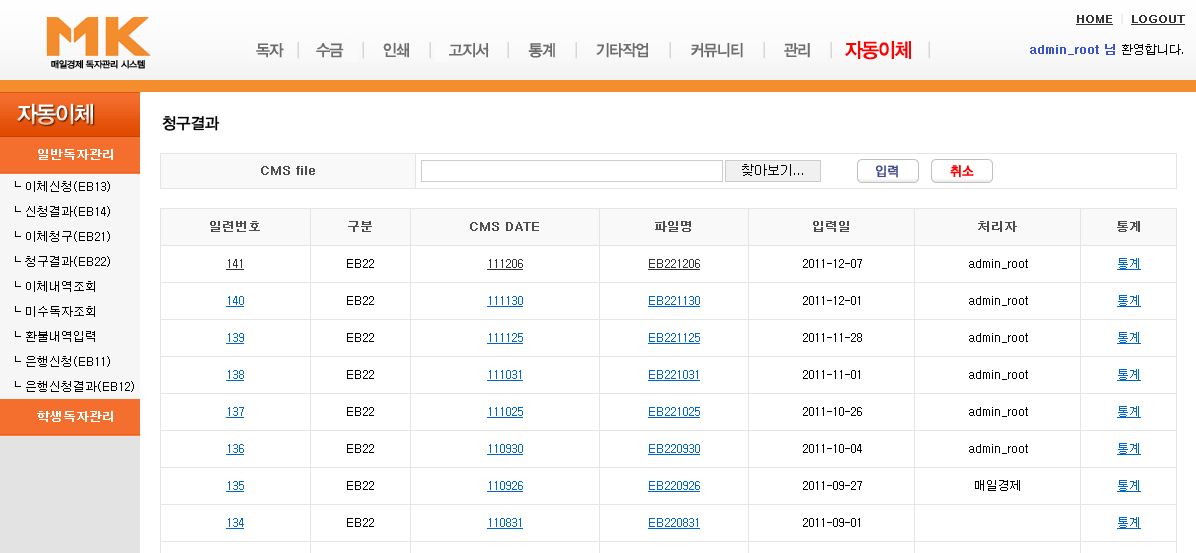 HOME LOGOUT
MK
매일경제 독자관리 시스템
독자 수금 인쇄 고지서 통계 기타작업 커뮤니티 관리 자동이체
admin_root 님 환영합니다.
자동이체
일반독자관리
└ 이체신청(EB13)
└ 신청결과(EB14)
└ 이체청구(EB21)
└ 청구결과(EB22)
└ 이체내역조회
└ 미수독자조회
└ 환불내역입력
└ 은행신청(EB11)
└ 은행신청결과(EB12)
학생독자관리
청구결과
CMS file 찾아보기... 입력 취소
일련번호 구분 CMS DATE 파일명 입력일 처리자 통계
141 EB22 111206 EB221206 2011-12-07 admin_root 통계
140 EB22 111130 EB221130 2011-12-01 admin_root 통계
139 EB22 111125 EB221125 2011-11-28 admin_root 통계
138 EB22 111031 EB221031 2011-11-01 admin_root 통계
137 EB22 111025 EB221025 2011-10-26 admin_root 통계
136 EB22 110930 EB220930 2011-10-04 admin_root 통계
135 EB22 110926 EB220926 2011-09-27 매일경제 통계
134 EB22 110831 EB220831 2011-09-01 통계